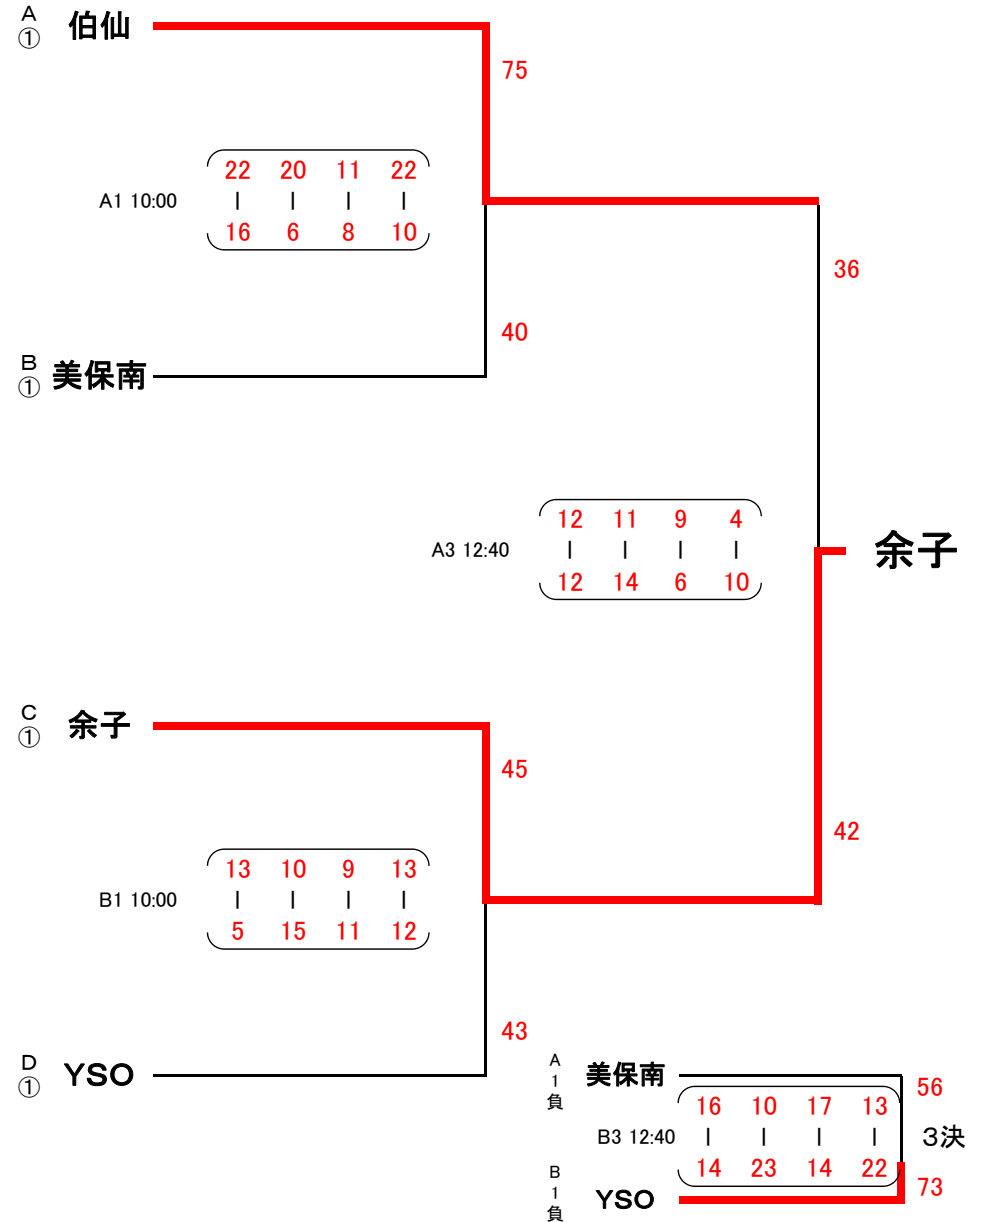 A
① 伯仙
75
22 20 11 22
A1 10:00
16 6 8 10
36
40
B
① 美保南
12 11 9 4
A3 12:40
12 14 6 10
余子
C
① 余子
45
42
13 10 9 13
B1 10:00
5 15 11 12
43
D
① YSO
A
1
負
美保南
56
16 10 17 13
B3 12:40
3決
14 23 14 22
73
B
1
負
YSO